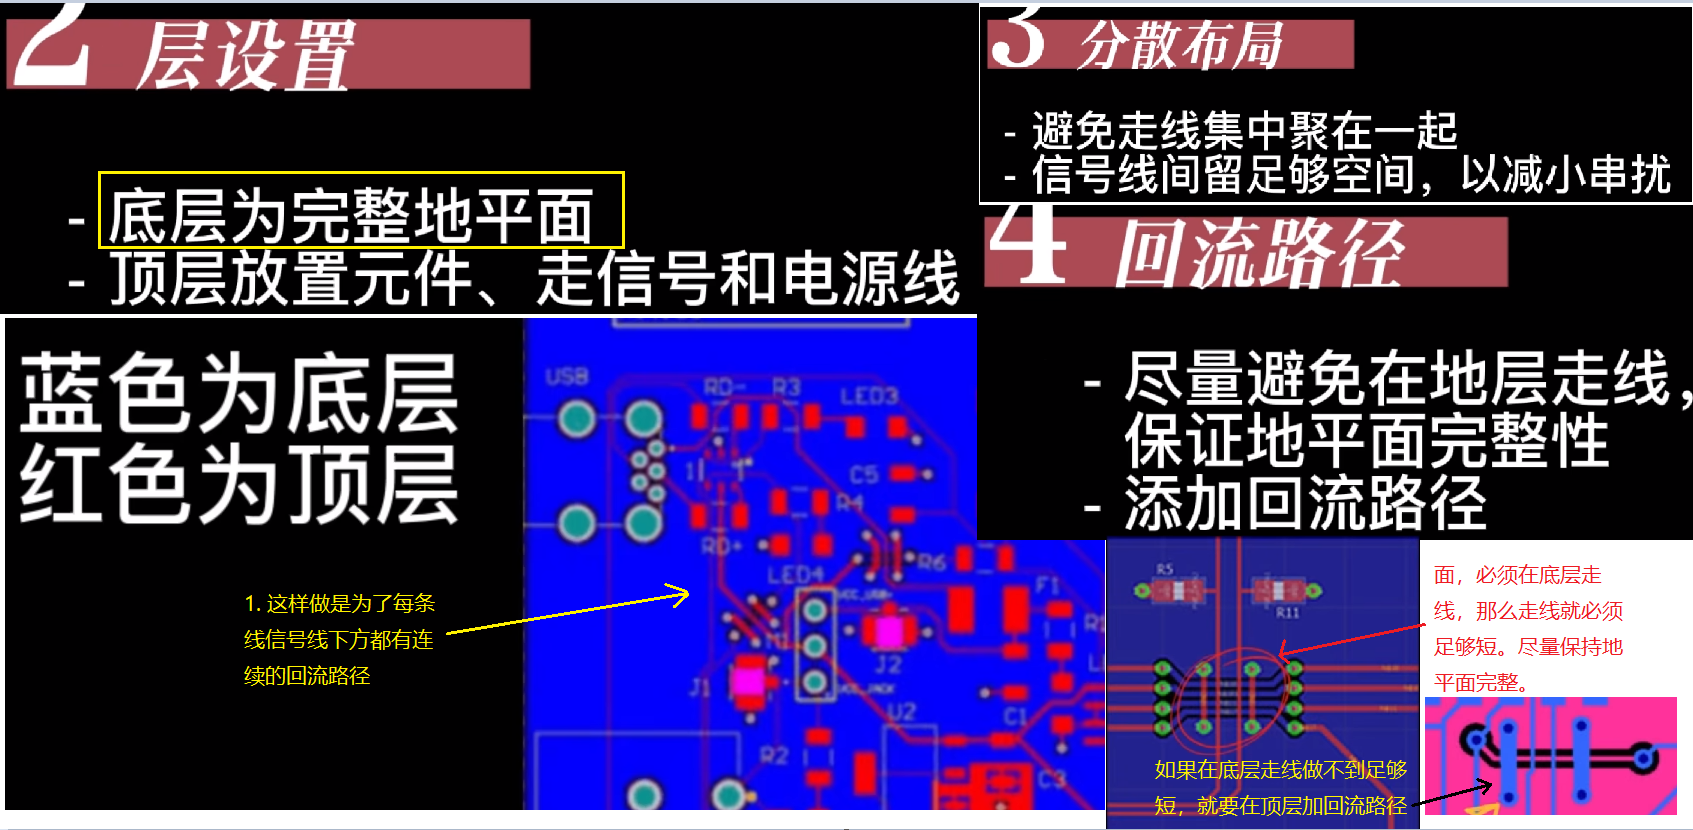 2 层设置
- 底层为完整地平面
- 顶层放置元件、走信号和电源线
蓝色为底层
红色为顶层
1. 这样做是为了每条
线信号线下方都有连
续的回流路径
USB
RD-
R3
LED3
1
C5
R4
RD+
R6
LED4
F1
J1
J2
U2
C1
R2
C3
3 分散布局
- 避免走线集中聚在一起
- 信号线间留足够空间，以减小串扰
4 回流路径
- 尽量避免在地层走线，
保证地平面完整性
- 添加回流路径
R5
R11
面，必须在底层走
线，那么走线就必须
足够短。尽量保持地
平面完整。
如果在底层走线做不到足够
短，就要在顶层加回流路径